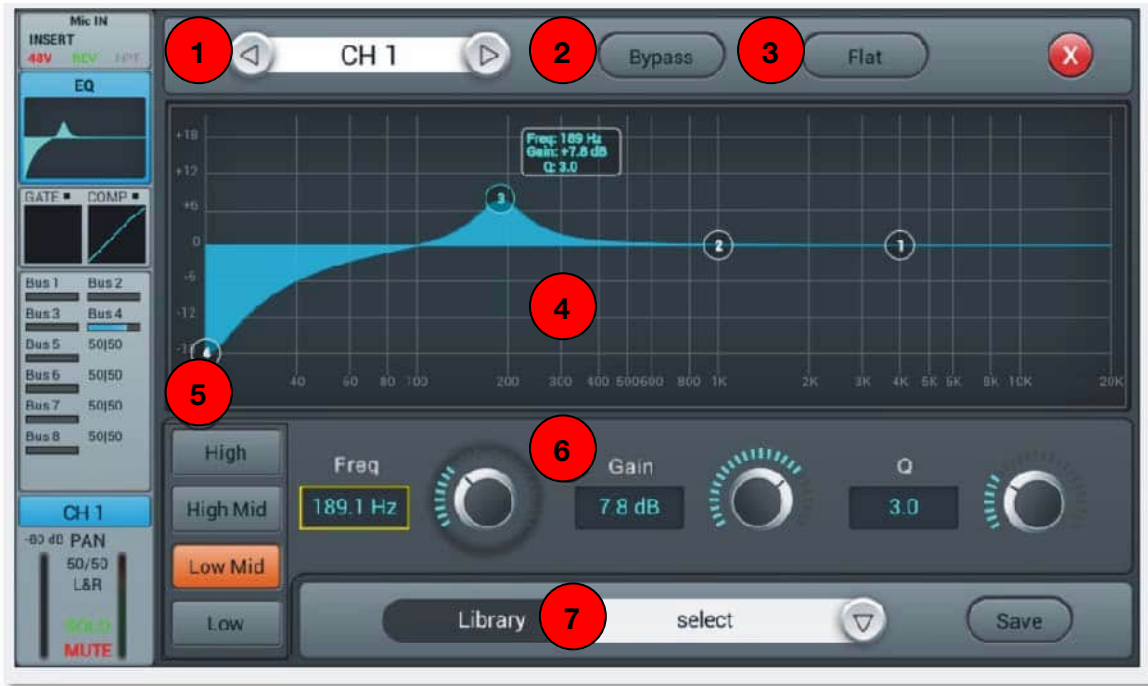 Mic IN
INSERT
48V REV
EQ
GATE COMP
Bus 1 Bus 2
Bus 3 Bus 4
Bus 5 50|50
Bus 6 50|50
Bus 7 50|50
Bus 8 50|50
CH 1
-80 dB PAN
50/50
L&R
SOLO
MUTE
1 CH 1 2 Bypass 3 Flat X
Freq: 189 Hz
Gain: +7.8 dB
Q: 3.0
+18
+12
+6
0
-6
-12
3
2
1
4
4
40 60 80 100 200 300 400 500 600 800 1K 2K 3K 4K 5K 6K 8K 10K 20K
5
High
High Mid
Low Mid
Low
6
Freq 189.1 Hz
Gain 7.8 dB
Q 3.0
Library 7 select Save